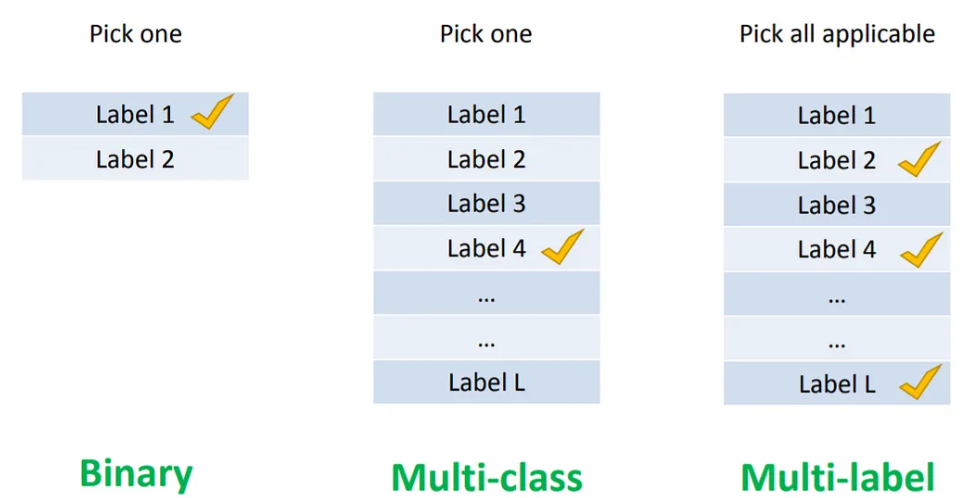 Pick one
Label 1
Label 2
Binary
Pick one
Label 1
Label 2
Label 3
Label 4
...
...
Label L
Multi-class
Pick all applicable
Label 1
Label 2
Label 3
Label 4
...
...
Label L
Multi-label